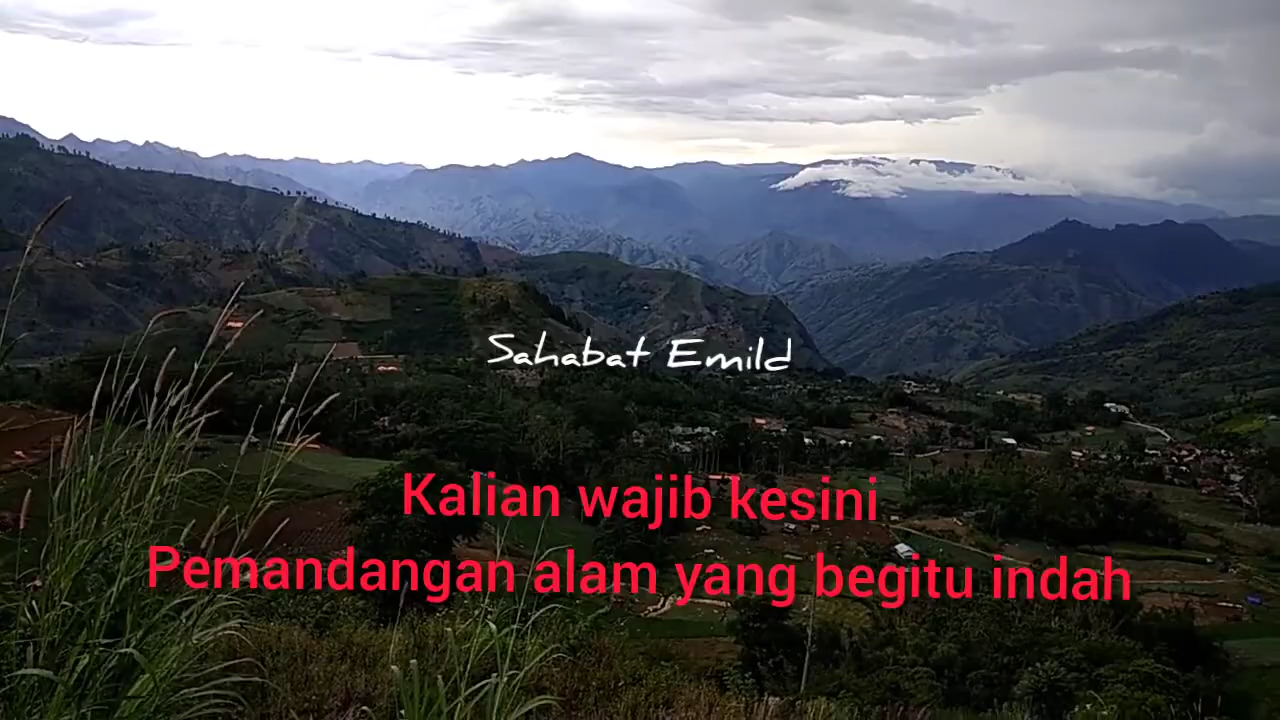 Sahabat Emild
Kalian wajib kesini
Pemandangan alam yang begitu indah